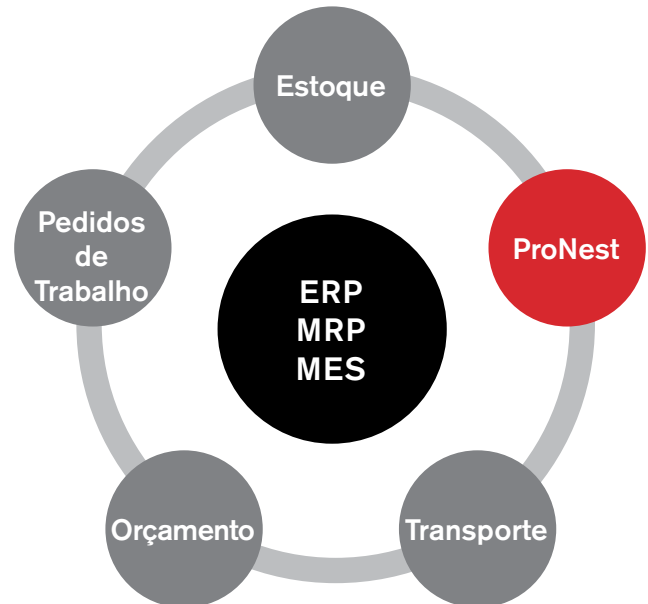 Estoque
Pedidos
de
Trabalho
ProNest
ERP
MRP
MES
Orçamento
Transporte